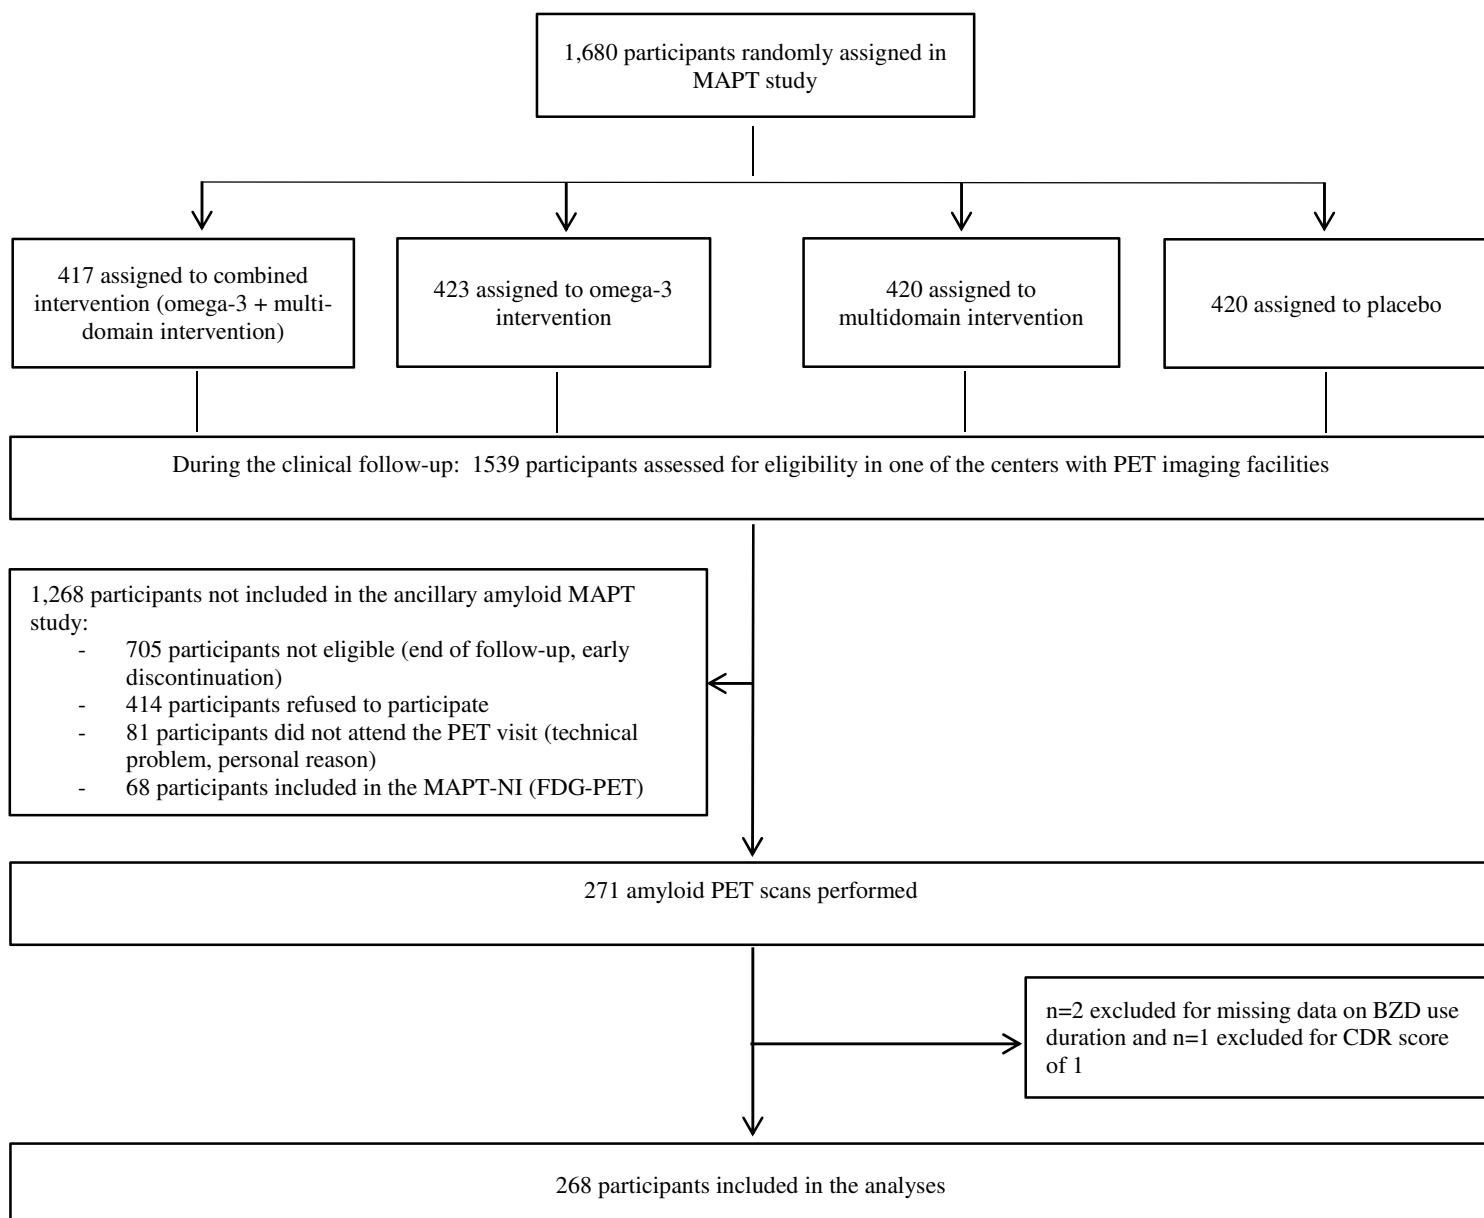 1,680 participants randomly assigned in
MAPT study
417 assigned to combined
intervention (omega-3 + multi-
domain intervention)
423 assigned to omega-3
intervention
420 assigned to
multidomain intervention
420 assigned to placebo
During the clinical follow-up:  1539 participants assessed for eligibility in one of the centers with PET imaging facilities
1,268 participants not included in the ancillary amyloid MAPT
study:
- 705 participants not eligible (end of follow-up, early
discontinuation)
- 414 participants refused to participate
- 81 participants did not attend the PET visit (technical
problem, personal reason)
- 68 participants included in the MAPT-NI (FDG-PET)
271 amyloid PET scans performed
n=2 excluded for missing data on BZD use
duration and n=1 excluded for CDR score
of 1
268 participants included in the analyses